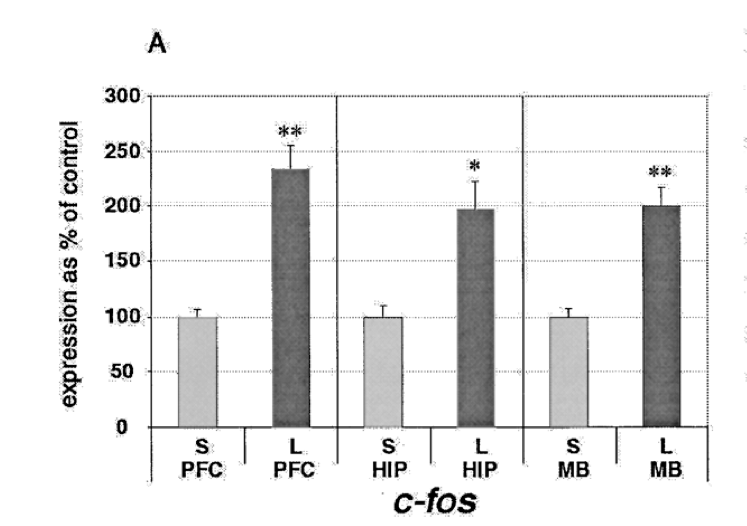 A
expression as % of control
300
250
200
150
100
50
0
**
*
**
S L S L S L
PFC PFC HIP HIP MB MB
c-fos